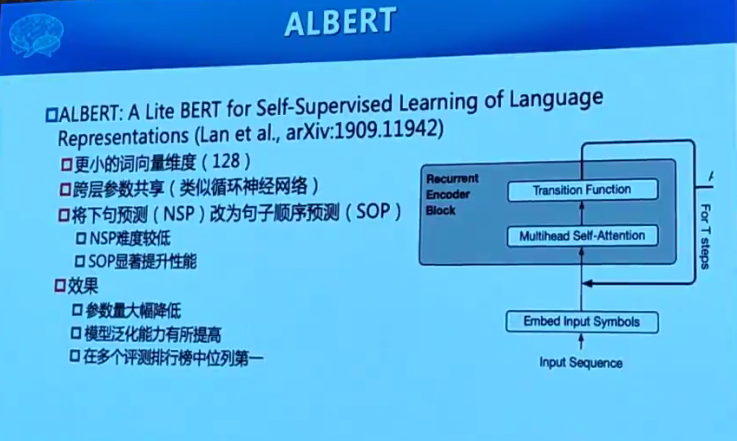 ALBERT
ALBERT: A Lite BERT for Self-Supervised Learning of Language
Representations (Lan et al., arXiv:1909.11942)
更小的词向量维度（128）
跨层参数共享（类似循环神经网络）
将下句预测（NSP）改为句子顺序预测（SOP）
NSP难度较低
SOP显著提升性能
效果
参数量大幅降低
模型泛化能力有所提高
在多个评测排行榜中位列第一
Recurrent
Encoder
Block
Transition Function
Multihead Self-Attention
For T steps
Embed Input Symbols
Input Sequence